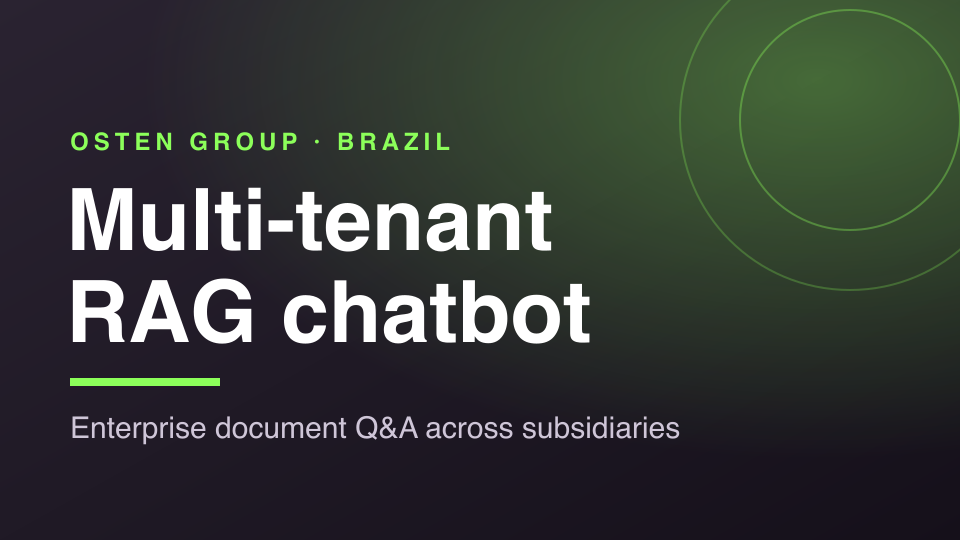 OSTEN GROUP · BRAZIL
Multi-tenant
RAG chatbot
Enterprise document Q&A across subsidiaries